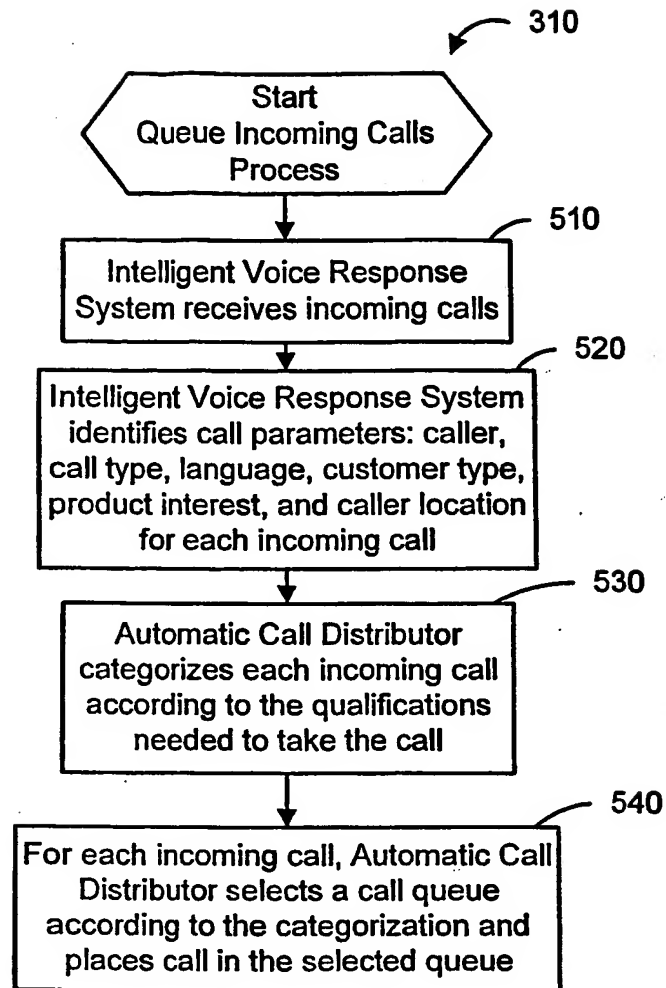 310
Start
Queue Incoming Calls
Process
510
Intelligent Voice Response
System receives incoming calls
520
Intelligent Voice Response System
identifies call parameters: caller,
call type, language, customer type,
product interest, and caller location
for each incoming call
530
Automatic Call Distributor
categorizes each incoming call
according to the qualifications
needed to take the call
540
For each incoming call, Automatic Call
Distributor selects a call queue
according to the categorization and
places call in the selected queue